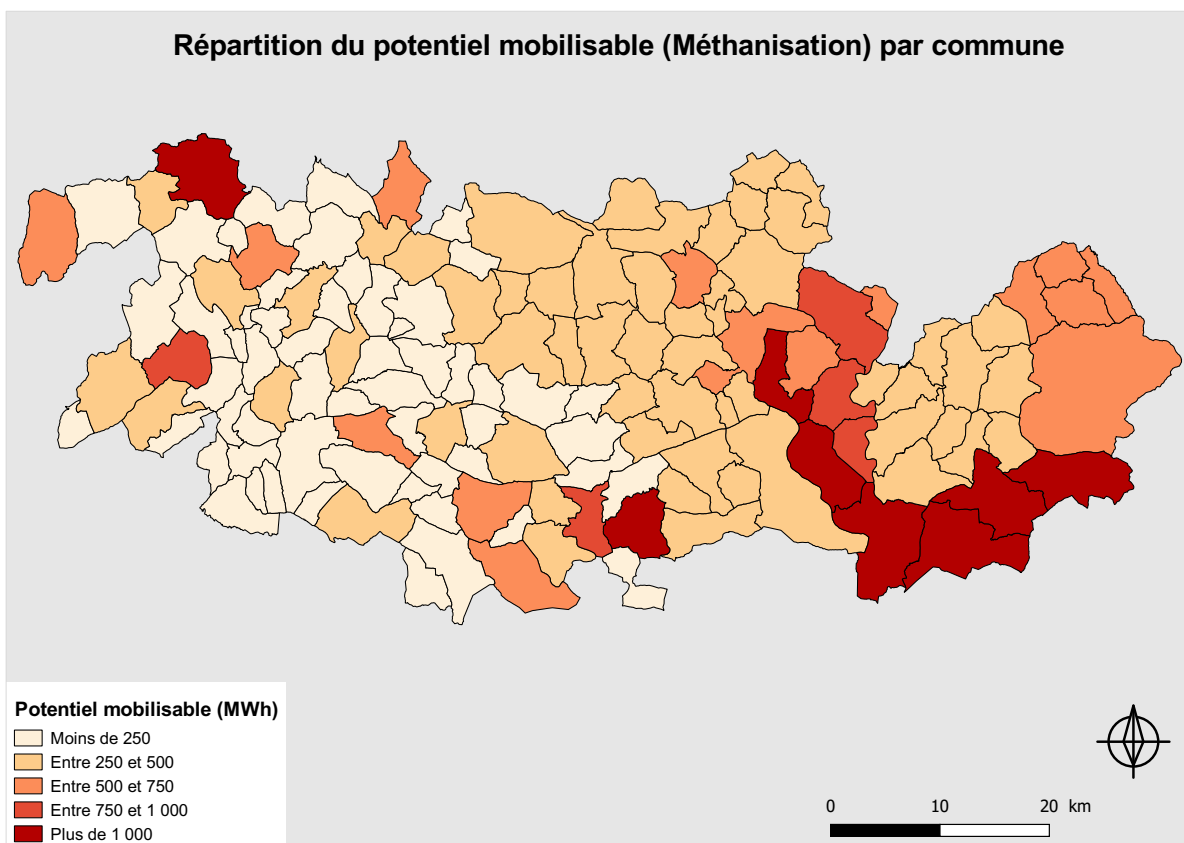 Répartition du potentiel mobilisable (Méthanisation) par commune
Potentiel mobilisable (MWh)
Moins de 250
Entre 250 et 500
Entre 500 et 750
Entre 750 et 1 000
Plus de 1 000
0 10 20 km